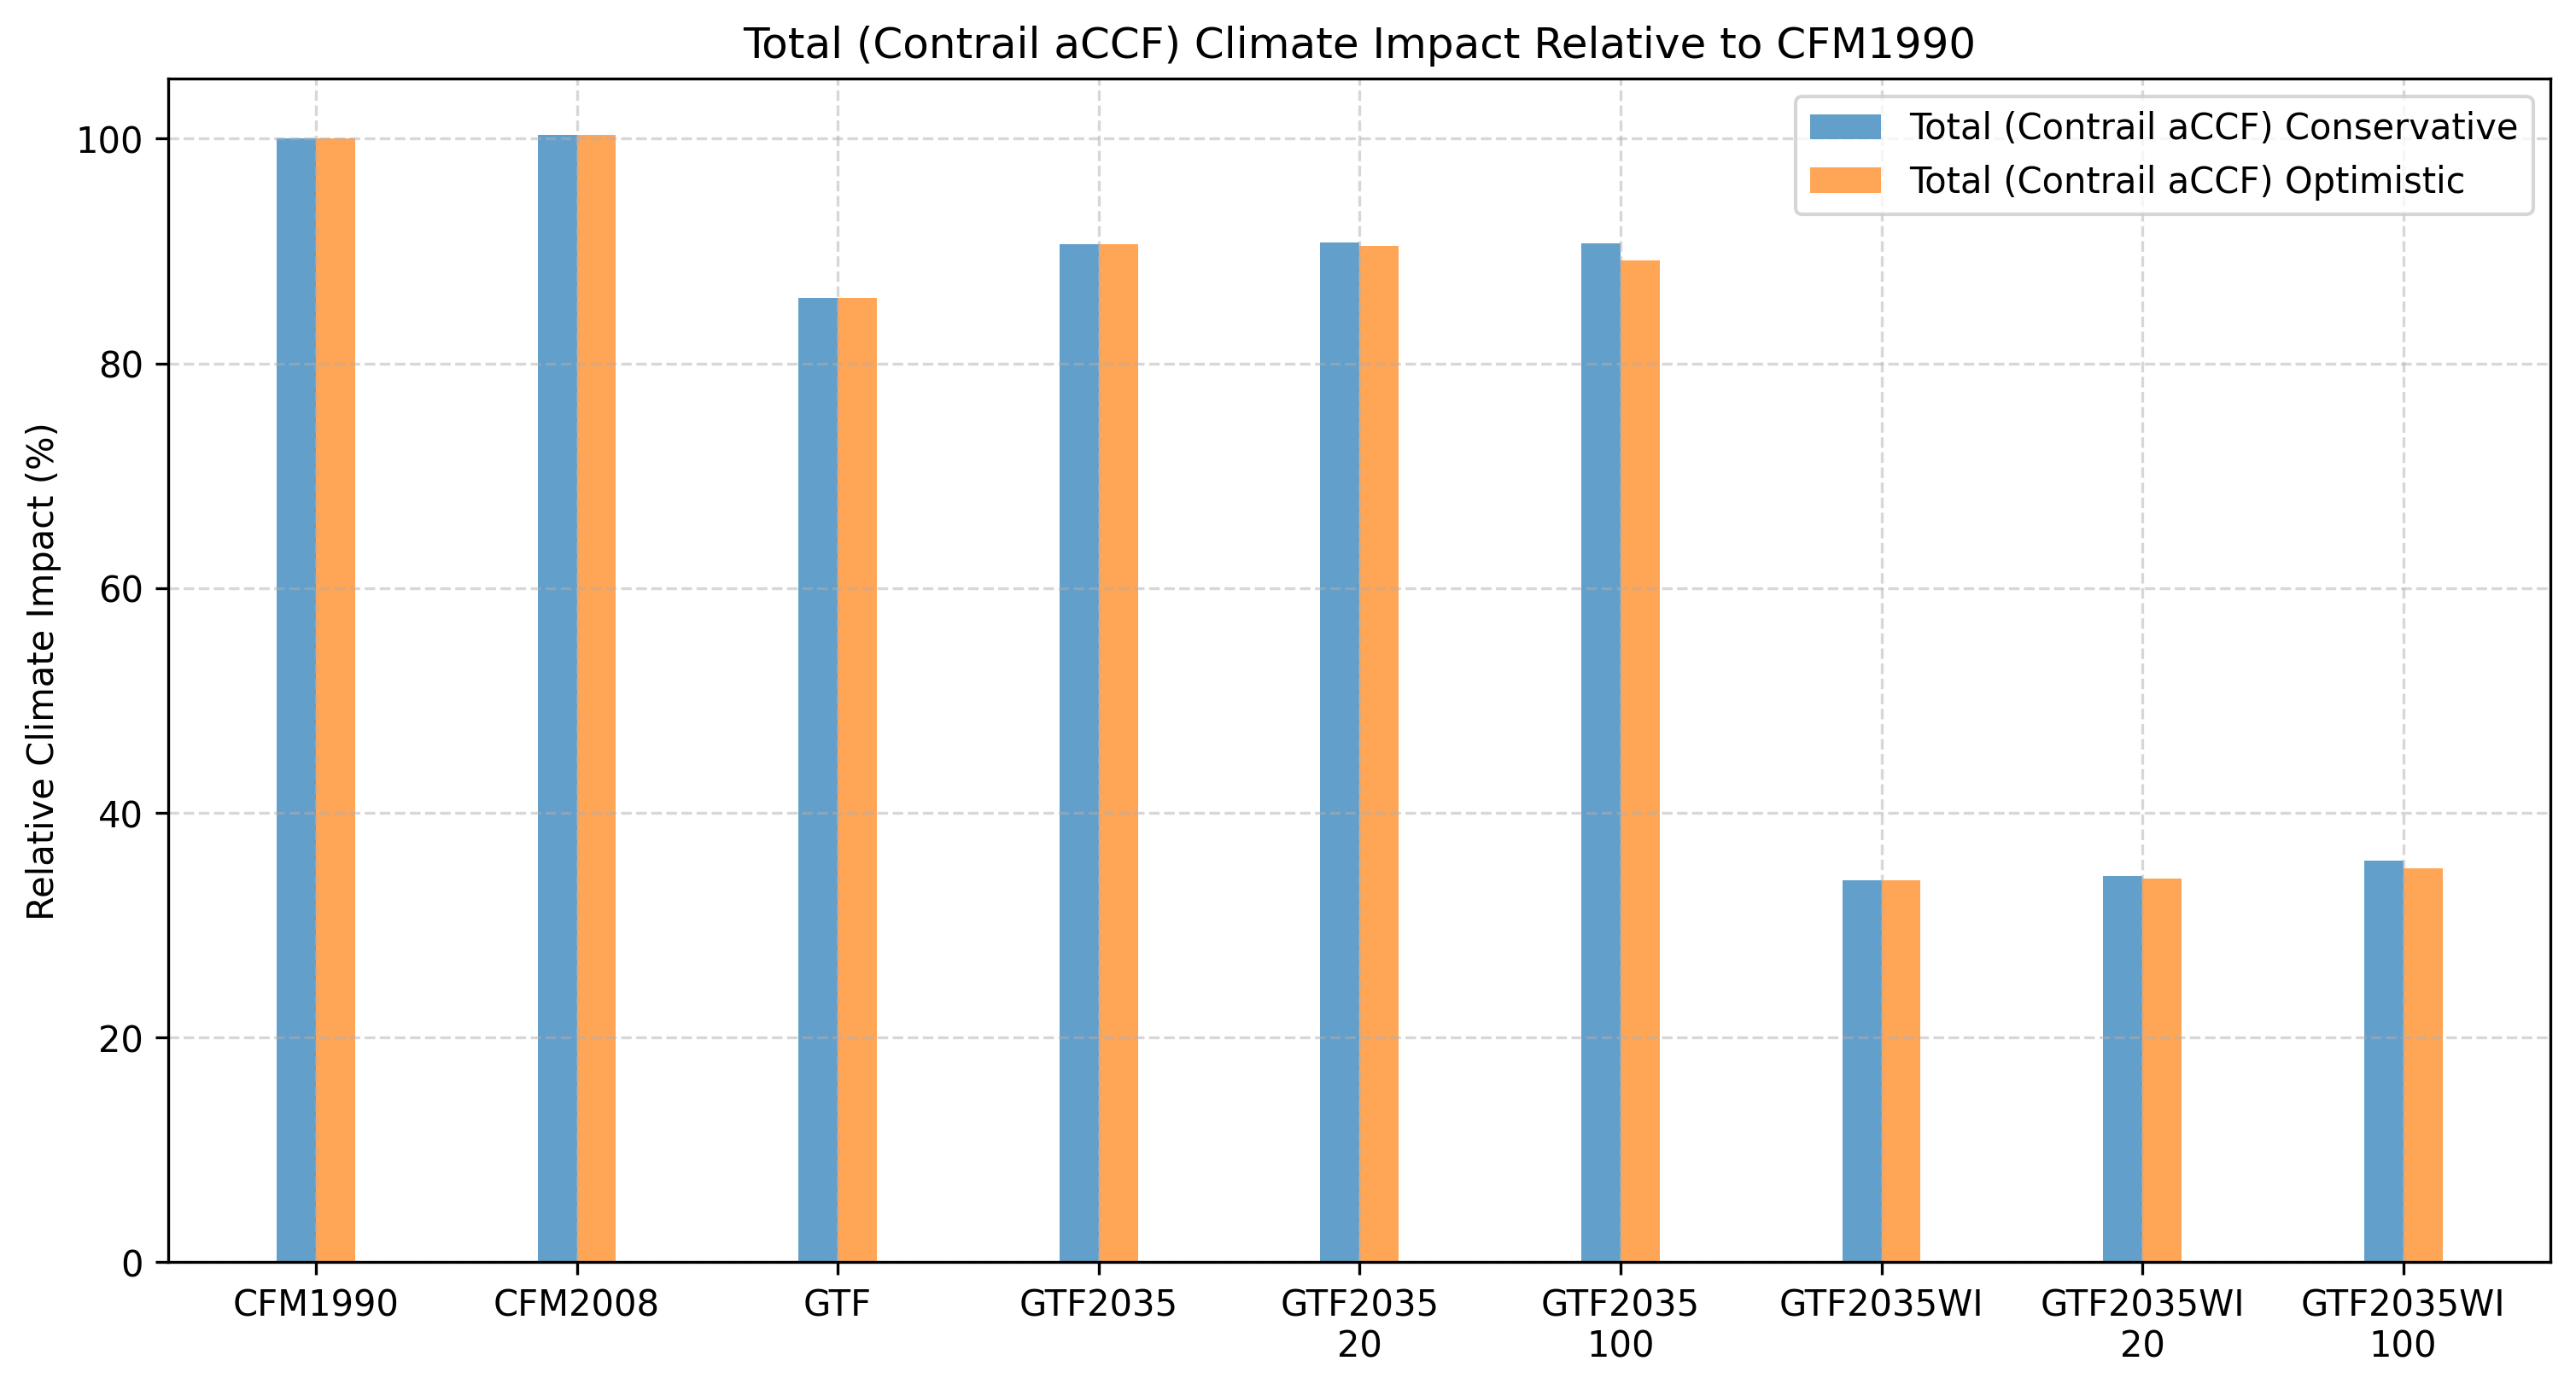 Total (Contrail aCCF) Climate Impact Relative to CFM1990
Total (Contrail aCCF) Conservative
Total (Contrail aCCF) Optimistic
Relative Climate Impact (%)
100
80
60
40
20
0
CFM1990 CFM2008 GTF GTF2035 GTF2035 GTF2035 GTF2035WI GTF2035WI GTF2035WI
20 100 20 100